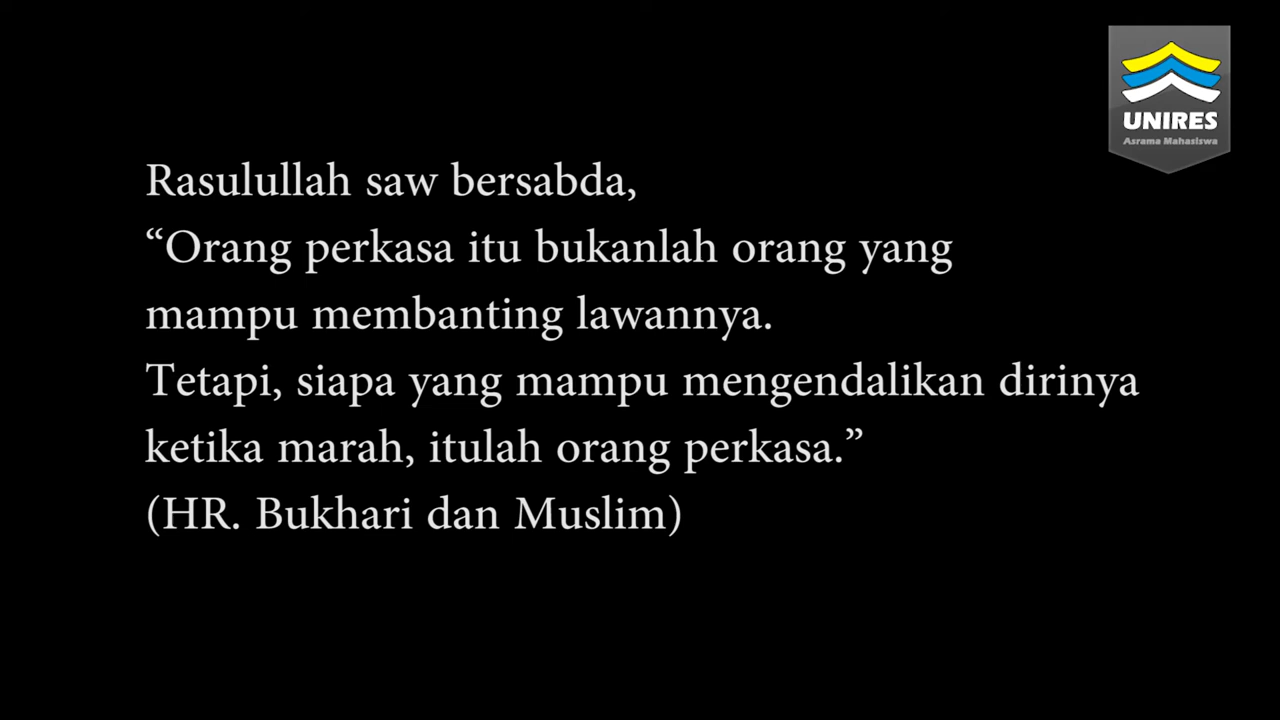 UNIRES
Asrama Mahasiswa
Rasulullah saw bersabda,
“Orang perkasa itu bukanlah orang yang
mampu membanting lawannya.
Tetapi, siapa yang mampu mengendalikan dirinya
ketika marah, itulah orang perkasa.”
(HR. Bukhari dan Muslim)